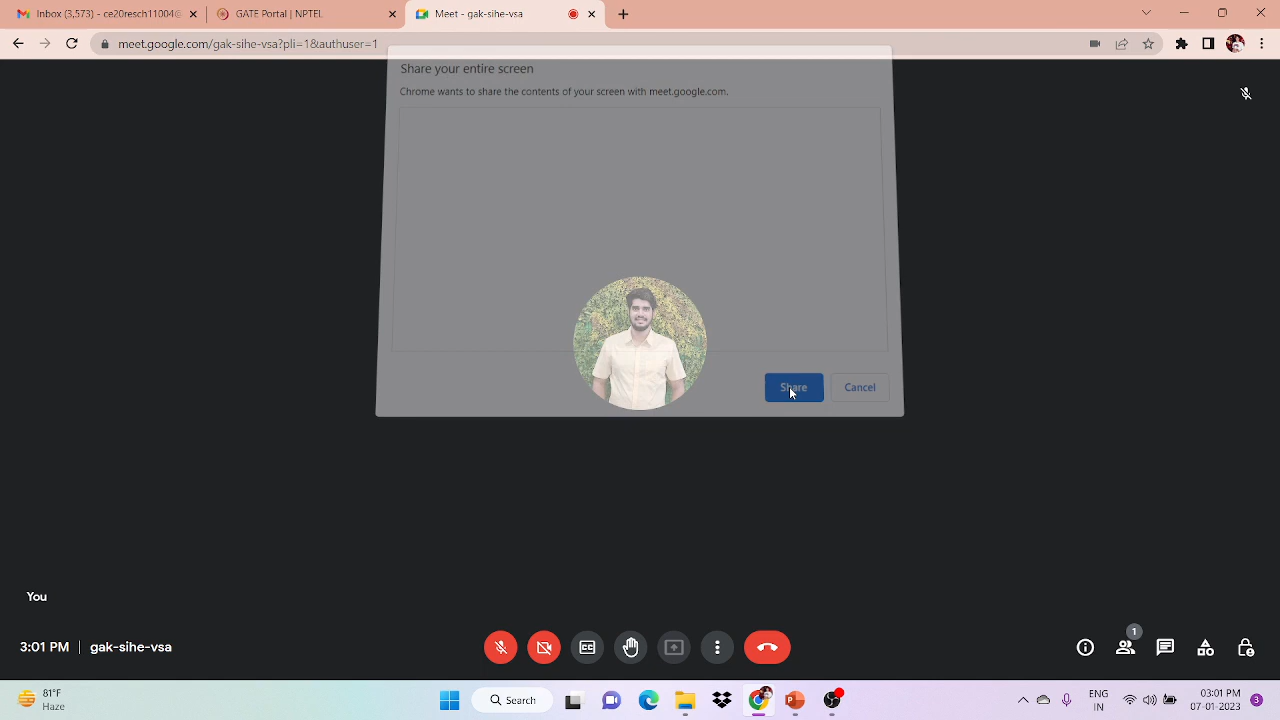 Inbox (3,573) - ce20resch11004@
GATE Portal | NPTEL
Meet - gak-sihe-vsa
meet.google.com/gak-sihe-vsa?pli=1&authuser=1
Share your entire screen
Chrome wants to share the contents of your screen with meet.google.com.
Share
Cancel
You
3:01 PM | gak-sihe-vsa
CC
1
81°F
Haze
Search
ENG
IN
03:01 PM
07-01-2023
3